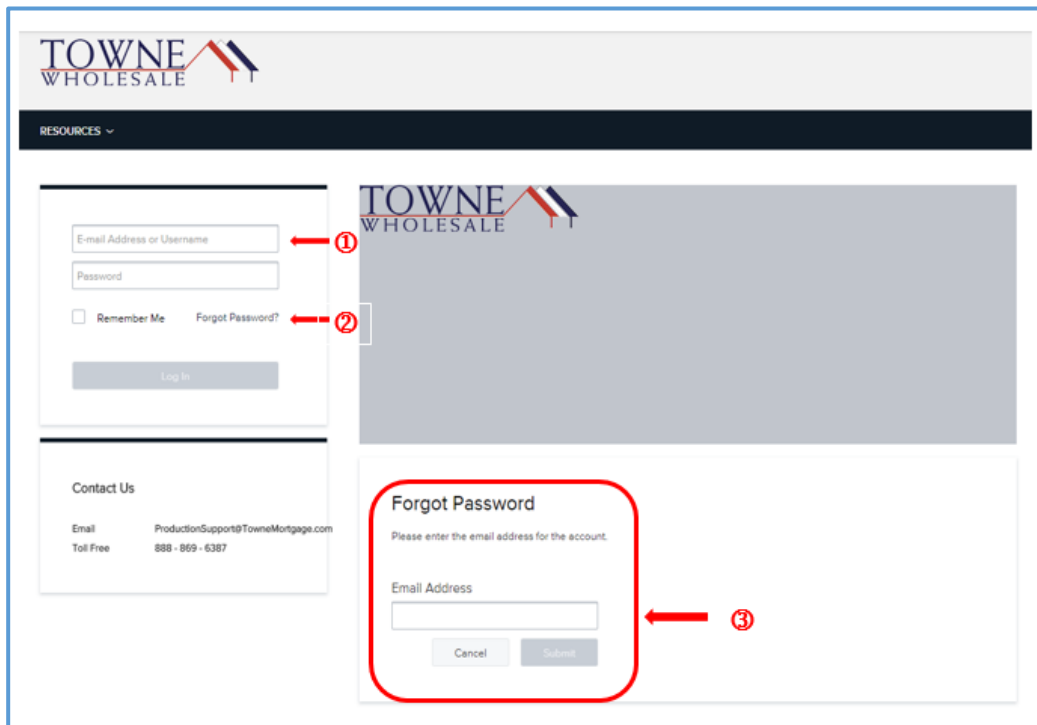 TOWNE
WHOLESALE
RESOURCES
E-mail Address or Username
①
Password
Remember Me Forgot Password?
②
Log In
Contact Us
Email ProductionSupport@TowneMortgage.com
Toll Free 888 - 869 - 6387
TOWNE
WHOLESALE
Forgot Password
Please enter the email address for the account.
Email Address
③
Cancel Submit